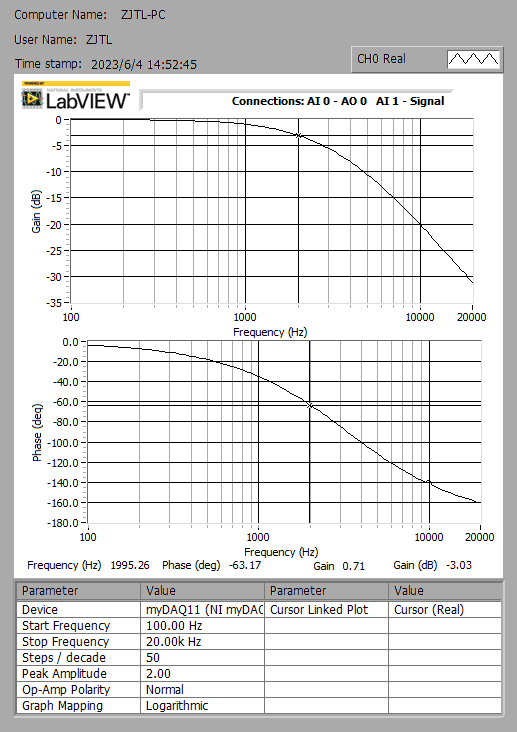 Computer Name: ZJTL-PC
User Name: ZJTL
Time stamp: 2023/6/4 14:52:45
CH0 Real
POWERED BY
NATIONAL INSTRUMENTS
LabVIEW™
Connections: AI 0 - AO 0 AI 1 - Signal
0
-5
-10
-15
-20
-25
-30
-35
Gain (dB)
100 1000 10000 20000
Frequency (Hz)
0.0
-20.0
-40.0
-60.0
-80.0
-100.0
-120.0
-140.0
-160.0
-180.0
Phase (deg)
100 1000 10000 20000
Frequency (Hz)
Frequency (Hz) 1995.26 Phase (deg) -63.17 Gain 0.71 Gain (dB) -3.03
Parameter Value Parameter Value
Device myDAQ11 (NI myDAQ Cursor Linked Plot Cursor (Real)
Start Frequency 100.00 Hz
Stop Frequency 20.00k Hz
Steps / decade 50
Peak Amplitude 2.00
Op-Amp Polarity Normal
Graph Mapping Logarithmic